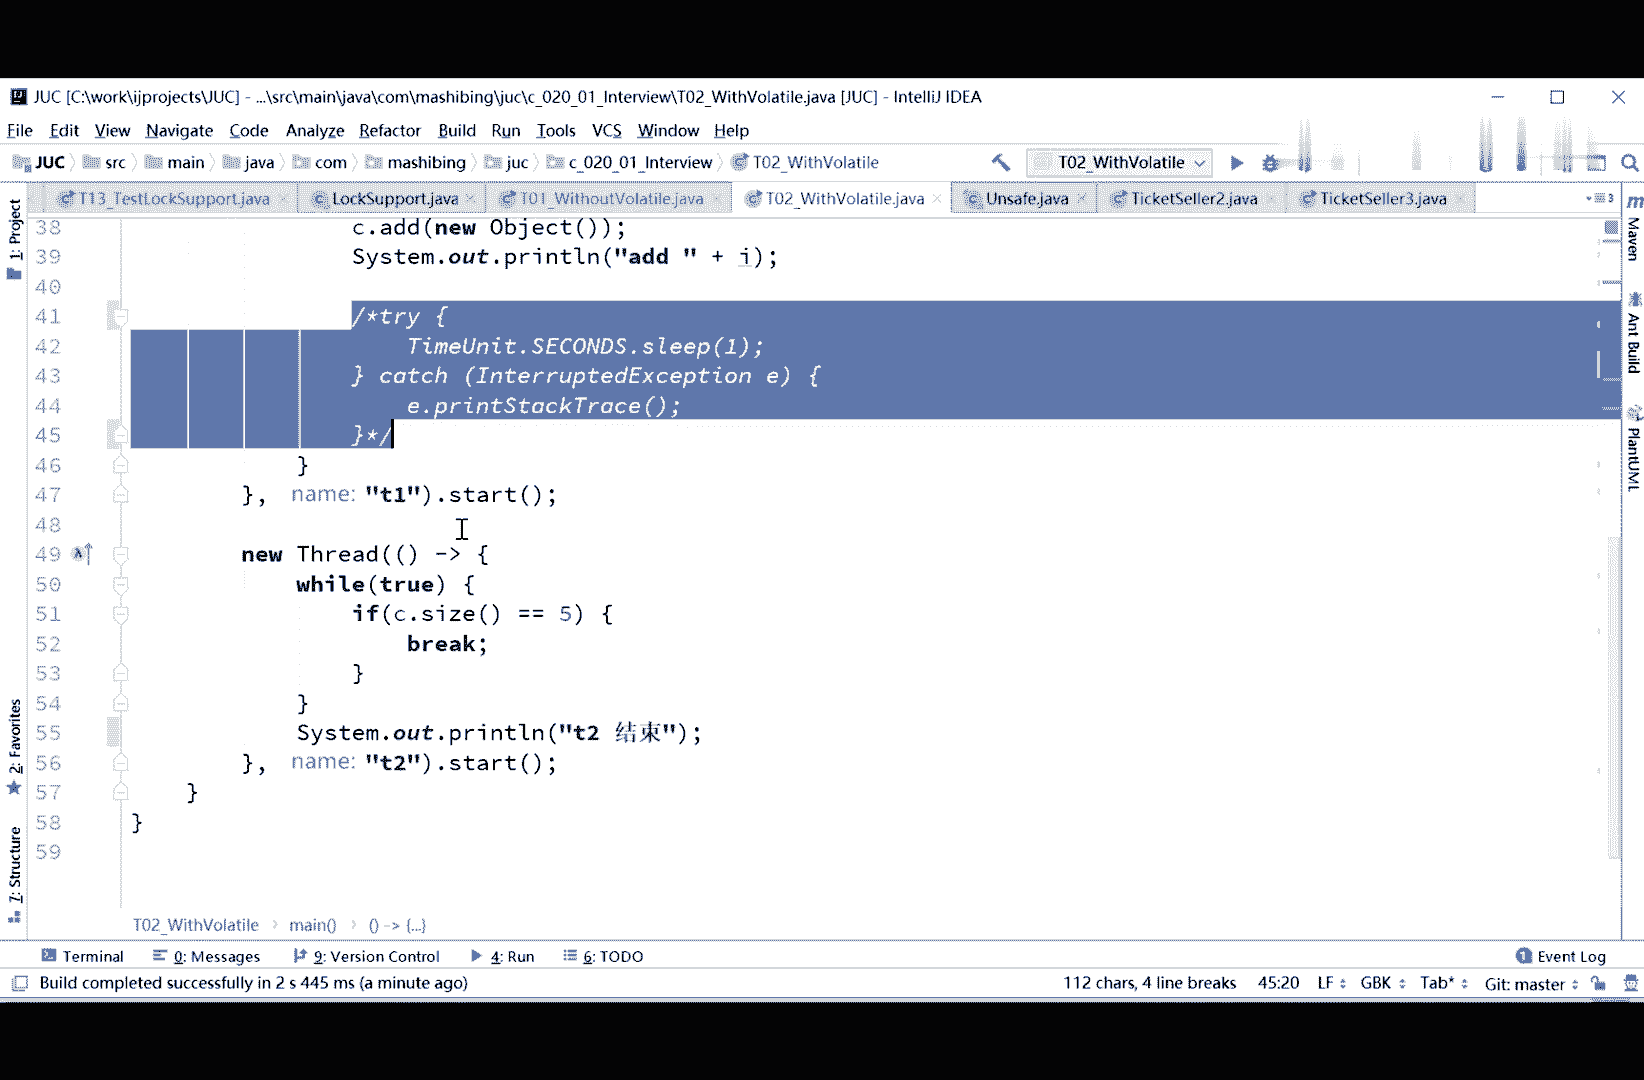 JUC [C:\work\ijprojects\JUC] - ...\src\main\java\com\mashibing\juc\c_020_01_Interview\T02_WithVolatile.java [JUC] - IntelliJ IDEA
File Edit View Navigate Code Analyze Refactor Build Run Tools VCS Window Help
JUC src main java com mashibing juc c_020_01_Interview T02_WithVolatile T02_WithVolatile
T13_TestLockSupport.java LockSupport.java T01_WithoutVolatile.java T02_WithVolatile.java Unsafe.java TicketSeller2.java TicketSeller3.java 3
1: Project
2: Favorites
7: Structure
38 c.add(new Object());
39 System.out.println("add " + i);
40
41 /*try {
42 TimeUnit.SECONDS.sleep(1);
43 } catch (InterruptedException e) {
44 e.printStackTrace();
45 }*/
46 }
47 }, name: "t1").start();
48
49 new Thread(() -> {
50 while(true) {
51 if(c.size() == 5) {
52 break;
53 }
54 }
55 System.out.println("t2 结束");
56 }, name: "t2").start();
57 }
58 }
59
m Maven
Ant Build
PlantUML
T02_WithVolatile main() () -> {...}
Terminal 0: Messages 9: Version Control 4: Run 6: TODO 1 Event Log
Build completed successfully in 2 s 445 ms (a minute ago) 112 chars, 4 line breaks 45:20 LF GBK Tab* Git: master